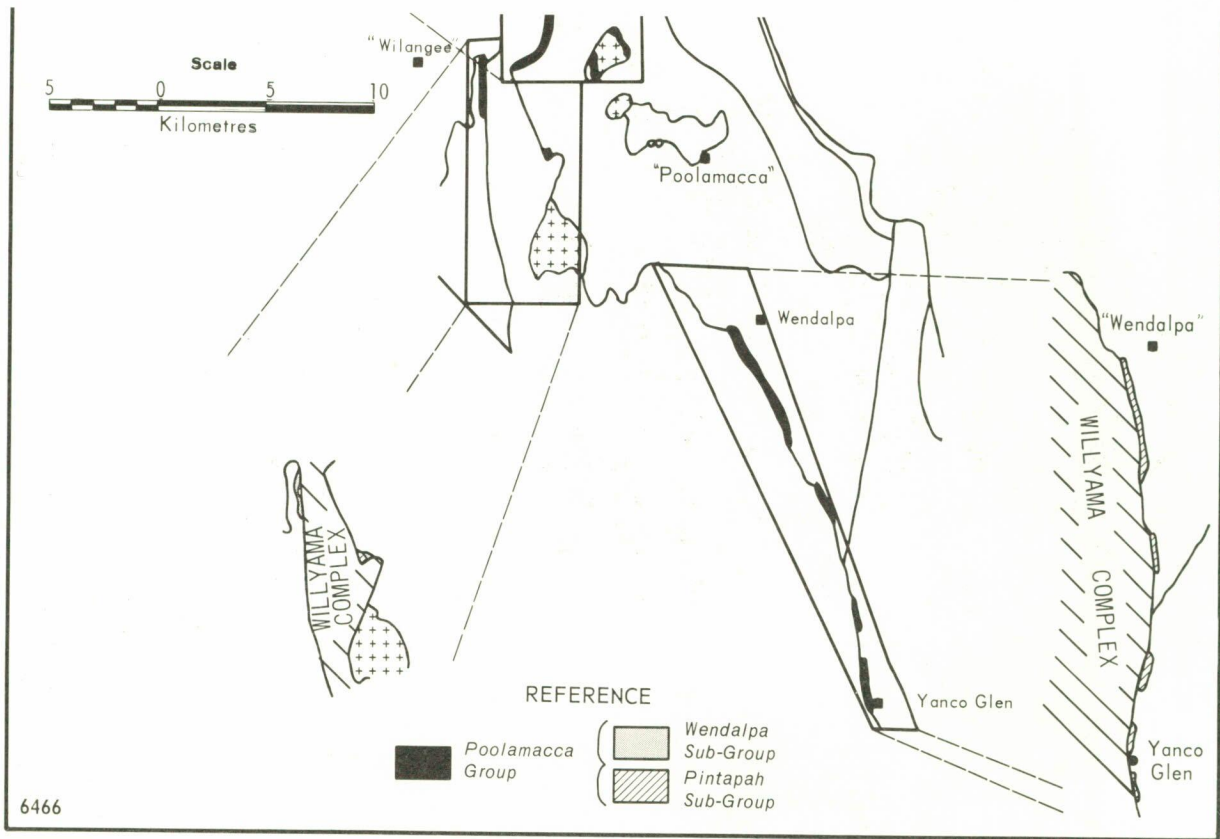 "Wilangee"
Scale
5 0 5 10
Kilometres
"Poolamacca"
Wendalpa
"Wendalpa"
WILLYAMA
COMPLEX
WILLYAMA
COMPLEX
Yanco Glen
Yanco
Glen
REFERENCE
Poolamacca
Group
Wendalpa
Sub-Group
Pintapah
Sub-Group
6466